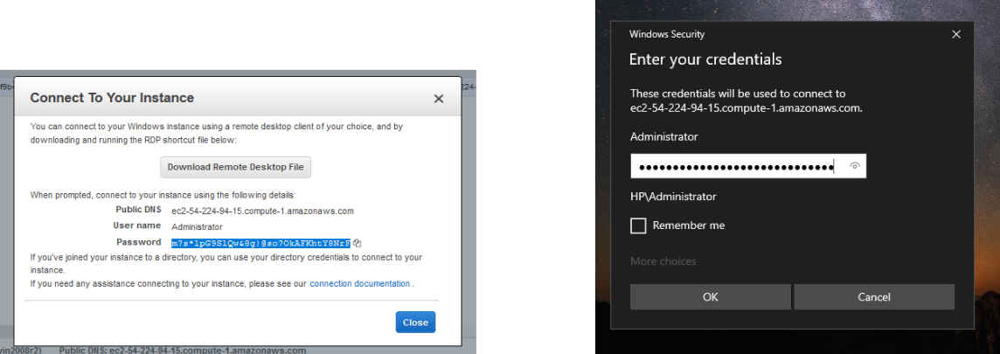 f9b4
224-
Connect To Your Instance
You can connect to your Windows instance using a remote desktop client of your choice, and by
downloading and running the RDP shortcut file below:
Download Remote Desktop File
When prompted, connect to your instance using the following details:
Public DNS ec2-54-224-94-15.compute-1.amazonaws.com
User name Administrator
Password m?s*lpG9SlQw&8g)@so?OkAFKhtY8NrF
If you've joined your instance to a directory, you can use your directory credentials to connect to your
instance.
If you need any assistance connecting to your instance, please see our connection documentation .
Close
vin2008r2) Public DNS: ec2-54-224-94-15.compute-1.amazonaws.com
Windows Security
Enter your credentials
These credentials will be used to connect to
ec2-54-224-94-15.compute-1.amazonaws.com.
Administrator
HP\Administrator
Remember me
More choices
OK Cancel